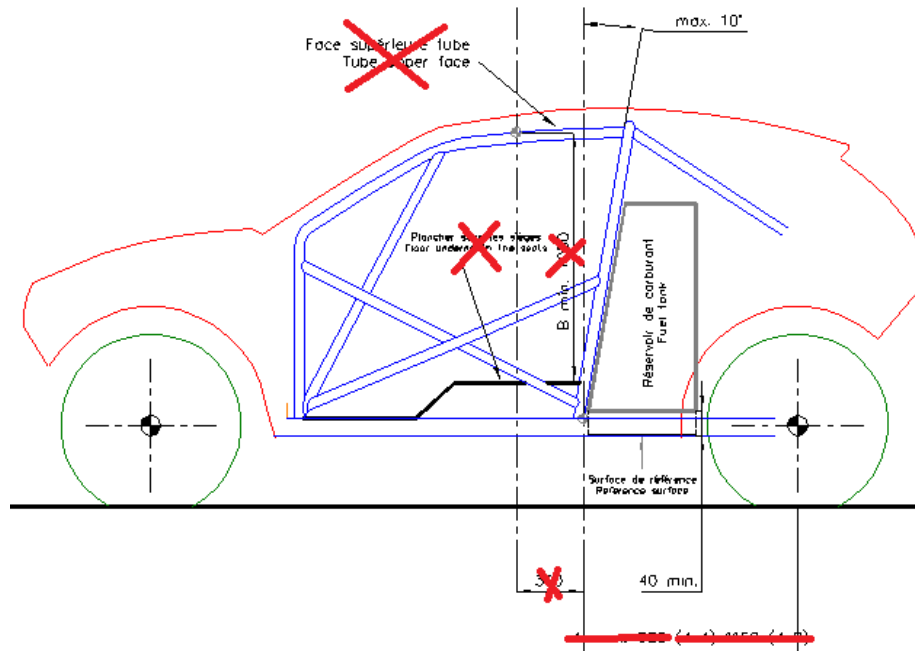 max. 10°
Face supérieure tube
Tube upper face
Plancher sous les sièges
Floor underneath the seats
B min.
Réservoir de carburant
Fuel tank
Surface de référence
Reference surface
40 min.